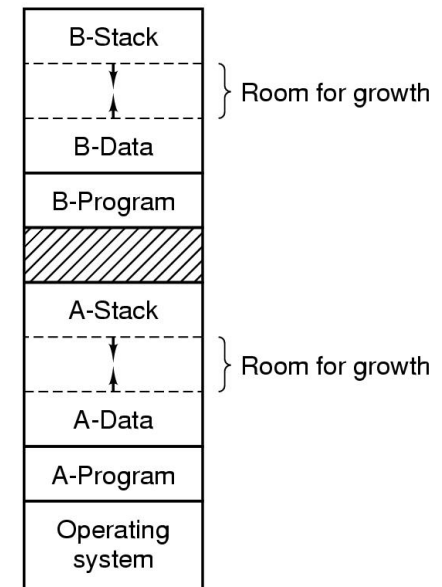 B-Stack
Room for growth
B-Data
B-Program
A-Stack
Room for growth
A-Data
A-Program
Operating
system